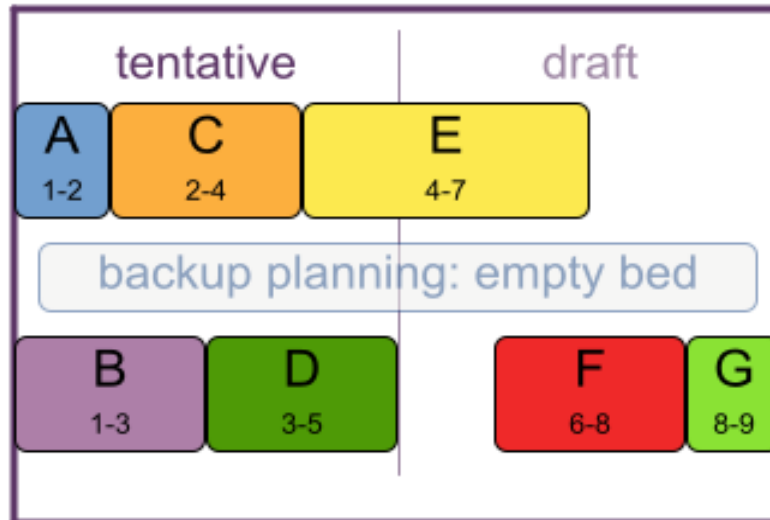 tentative draft
A C E
1-2 2-4 4-7
backup planning: empty bed
B D F G
1-3 3-5 6-8 8-9